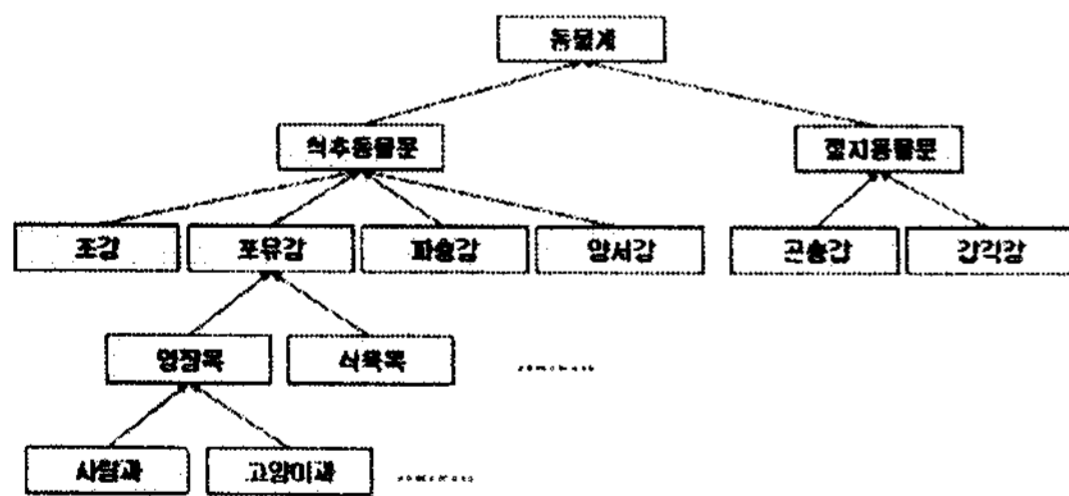 동물계
척추동물문 절지동물문
조강 포유강 파충강 양서강 곤충강 갑각강
영장목 식육목
사람과 고양이과